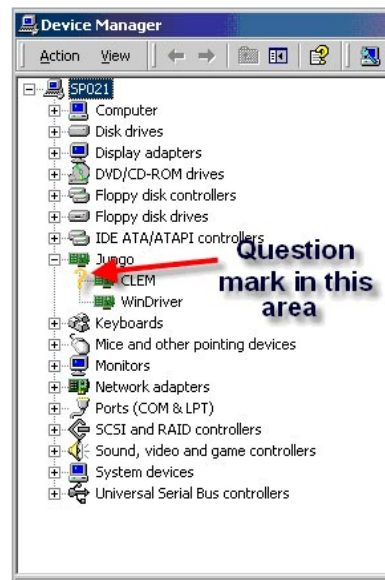 Device Manager
Action View
SP021
Computer
Disk drives
Display adapters
DVD/CD-ROM drives
Floppy disk controllers
Floppy disk drives
IDE ATA/ATAPI controllers
Jungo
CLEM
WinDriver
Question
mark in this
area
Keyboards
Mice and other pointing devices
Monitors
Network adapters
Ports (COM & LPT)
SCSI and RAID controllers
Sound, video and game controllers
System devices
Universal Serial Bus controllers